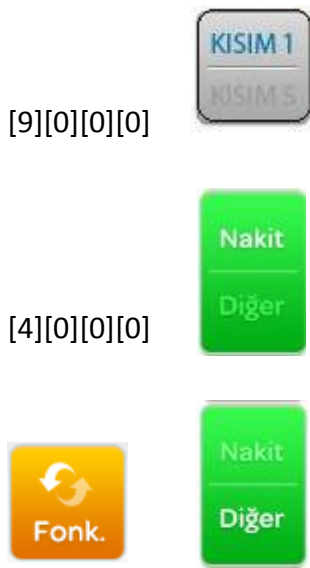 [9][0][0][0] KISIM 1
KISIM 5
[4][0][0][0] Nakit
Diğer
Fonk. Nakit
Diğer